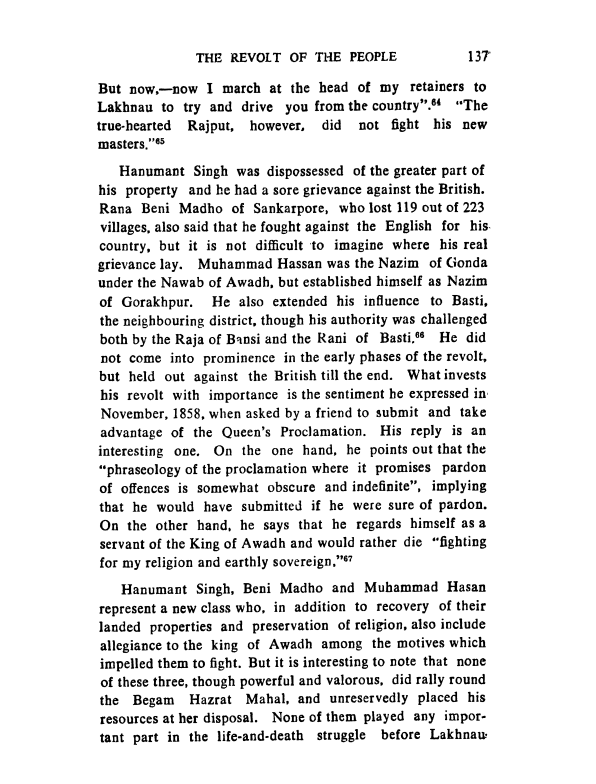 THE REVOLT OF THE PEOPLE 137
But now,—now I march at the head of my retainers to
Lakhnau to try and drive you from the country”.⁶⁴ “The
true-hearted Rajput, however, did not fight his new
masters.”⁶⁵
Hanumant Singh was dispossessed of the greater part of
his property and he had a sore grievance against the British.
Rana Beni Madho of Sankarpore, who lost 119 out of 223
villages, also said that he fought against the English for his
country, but it is not difficult to imagine where his real
grievance lay. Muhammad Hassan was the Nazim of Gonda
under the Nawab of Awadh, but established himself as Nazim
of Gorakhpur. He also extended his influence to Basti,
the neighbouring district, though his authority was challenged
both by the Raja of Bansi and the Rani of Basti.⁶⁶ He did
not come into prominence in the early phases of the revolt,
but held out against the British till the end. What invests
his revolt with importance is the sentiment he expressed in
November, 1858, when asked by a friend to submit and take
advantage of the Queen’s Proclamation. His reply is an
interesting one. On the one hand, he points out that the
“phraseology of the proclamation where it promises pardon
of offences is somewhat obscure and indefinite”, implying
that he would have submitted if he were sure of pardon.
On the other hand, he says that he regards himself as a
servant of the King of Awadh and would rather die “fighting
for my religion and earthly sovereign.”⁶⁷
Hanumant Singh, Beni Madho and Muhammad Hasan
represent a new class who, in addition to recovery of their
landed properties and preservation of religion, also include
allegiance to the king of Awadh among the motives which
impelled them to fight. But it is interesting to note that none
of these three, though powerful and valorous, did rally round
the Begam Hazrat Mahal, and unreservedly placed his
resources at her disposal. None of them played any impor-
tant part in the life-and-death struggle before Lakhnau